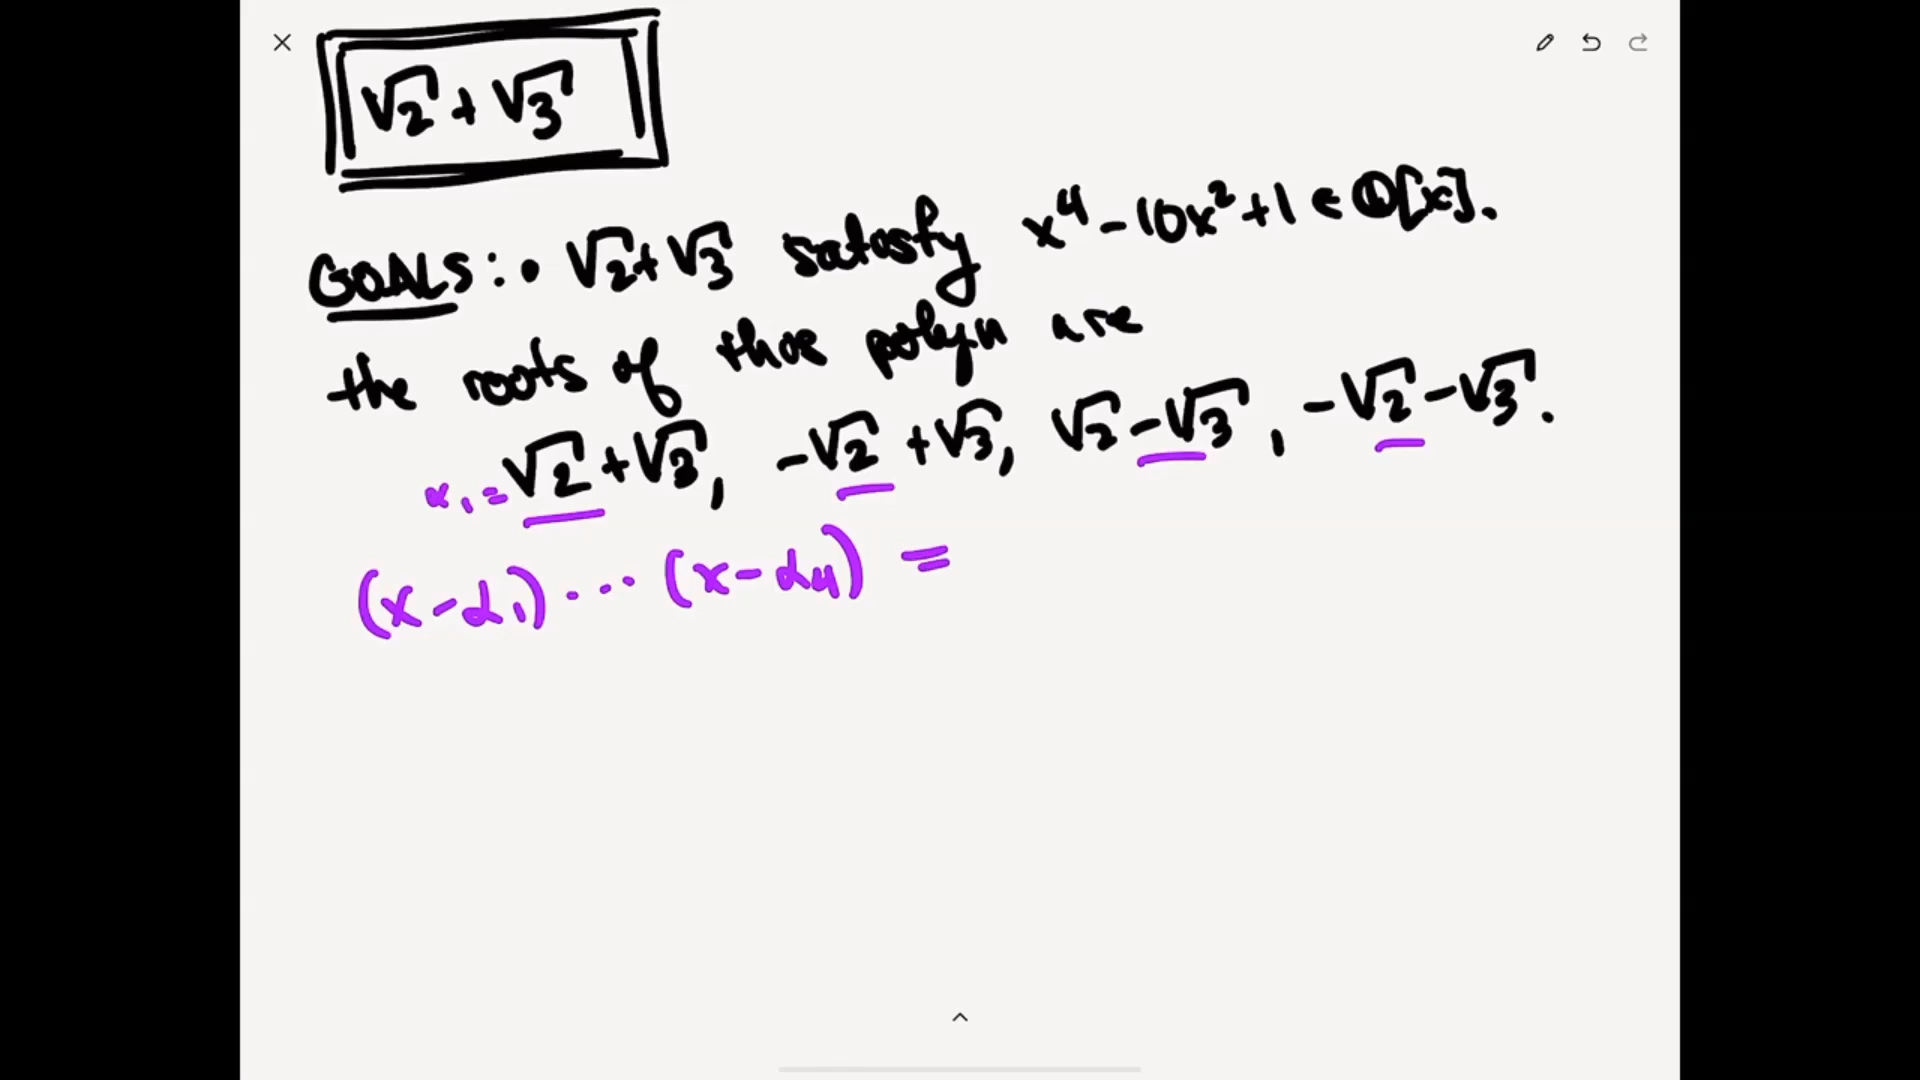 √2 + √3
GOALS: • √2+√3 satisfy x⁴-10x²+1 ∈ ℚ[x].
the roots of this polyn are
α₁ = √2+√3, -√2+√3, √2-√3, -√2-√3.
(x-α₁)...(x-α₄) =